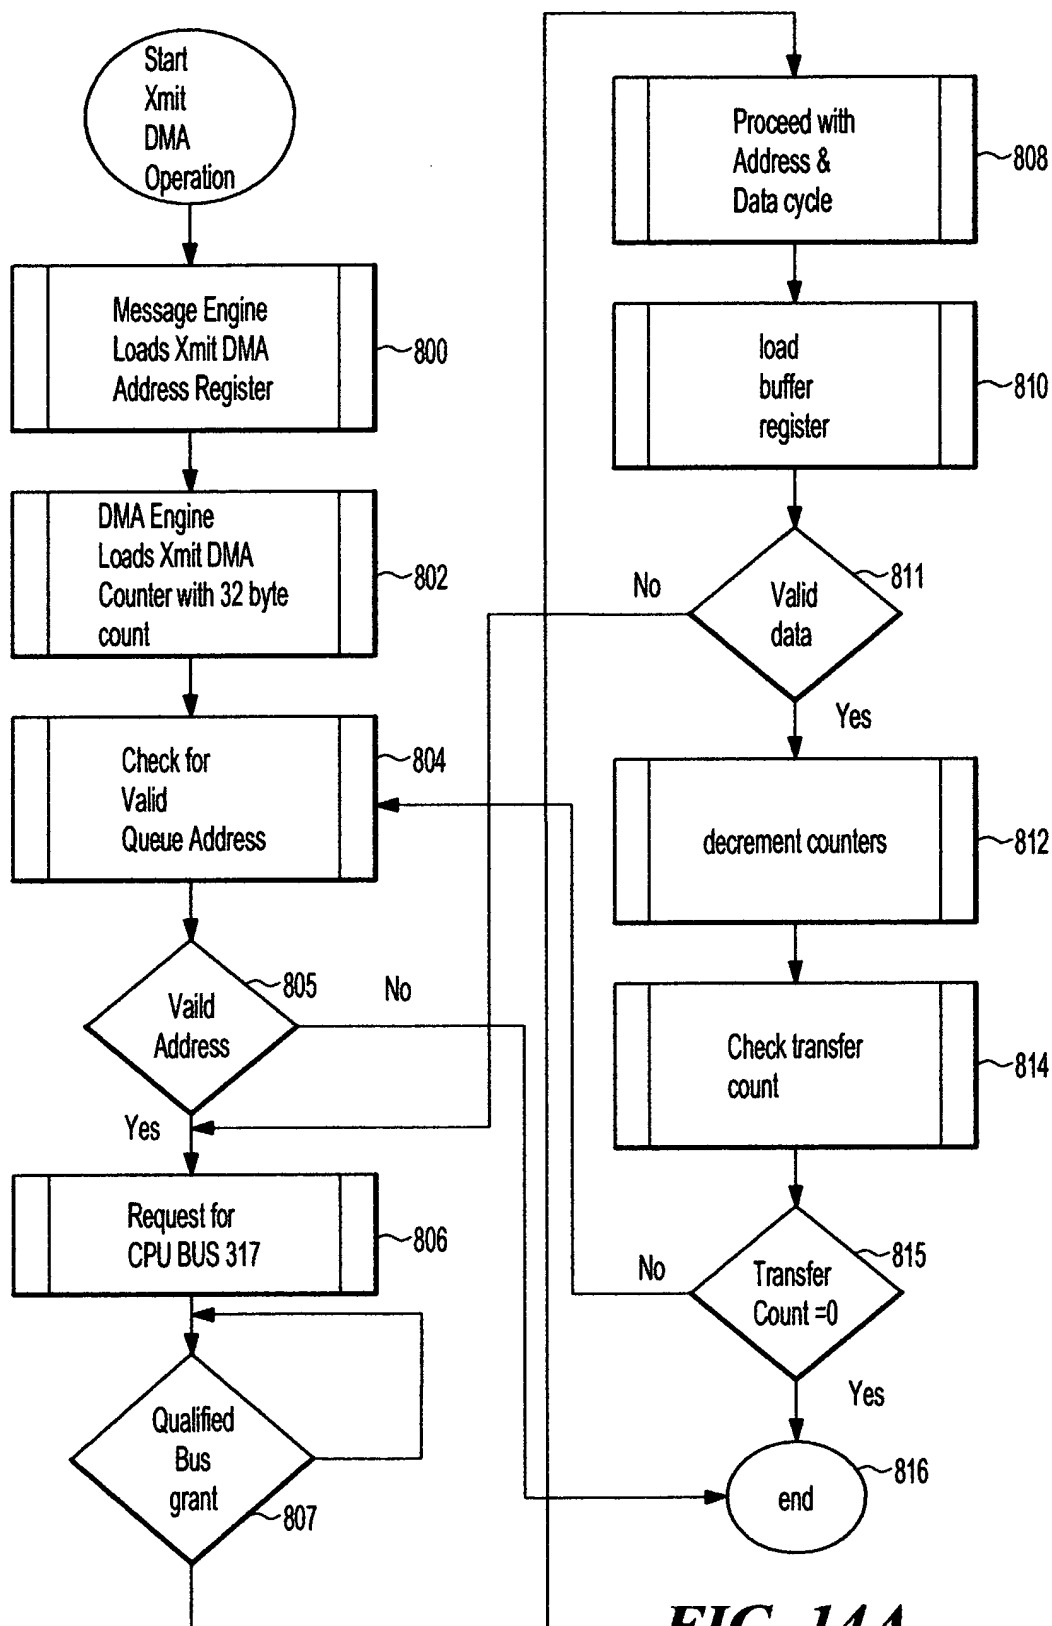 Start
Xmit
DMA
Operation
Message Engine
Loads Xmit DMA
Address Register
800
DMA Engine
Loads Xmit DMA
Counter with 32 byte
count
802
Check for
Valid
Queue Address
804
Vaild
Address
805
No
Yes
Request for
CPU BUS 317
806
Qualified
Bus
grant
807
Proceed with
Address &
Data cycle
808
load
buffer
register
810
Valid
data
811
No
Yes
decrement counters
812
Check transfer
count
814
Transfer
Count =0
815
No
Yes
end
816
FIG. 14A